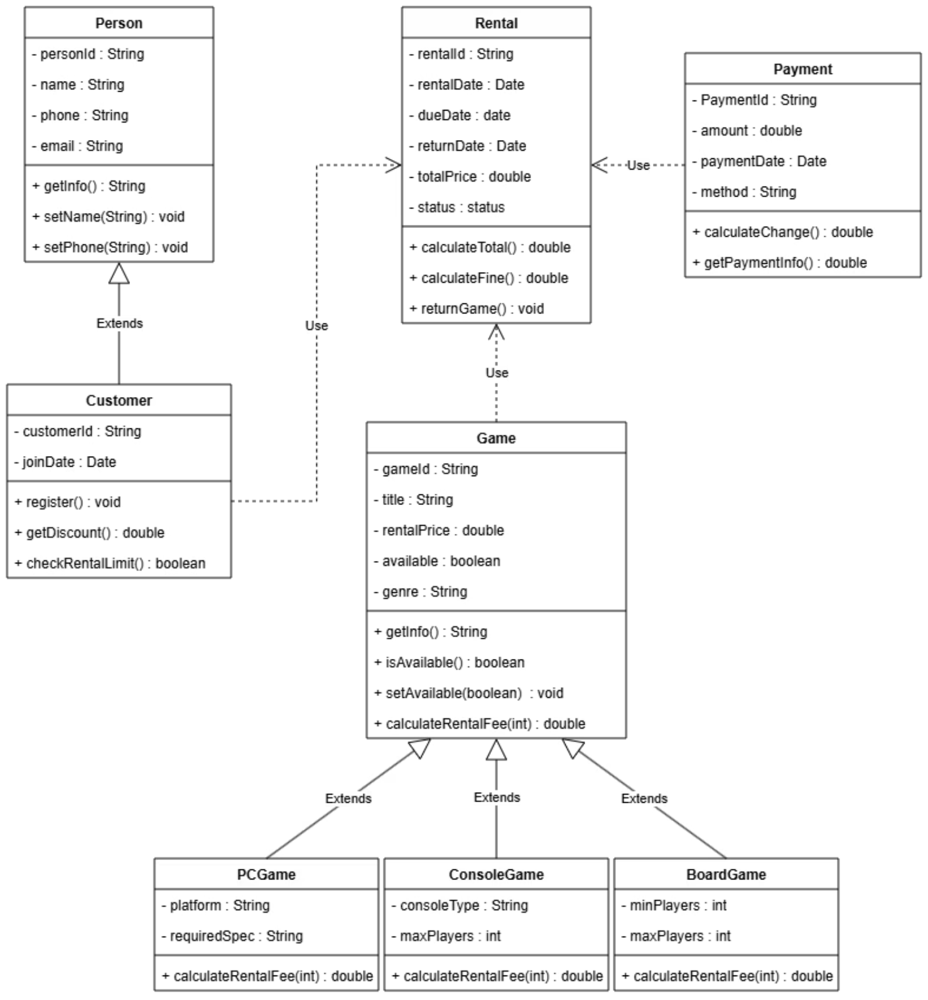 Person
- personId : String
- name : String
- phone : String
- email : String
+ getInfo() : String
+ setName(String) : void
+ setPhone(String) : void
Extends
Customer
- customerId : String
- joinDate : Date
+ register() : void
+ getDiscount() : double
+ checkRentalLimit() : boolean
Use
Rental
- rentalId : String
- rentalDate : Date
- dueDate : date
- returnDate : Date
- totalPrice : double
- status : status
+ calculateTotal() : double
+ calculateFine() : double
+ returnGame() : void
Use
Payment
- PaymentId : String
- amount : double
- paymentDate : Date
- method : String
+ calculateChange() : double
+ getPaymentInfo() : double
Use
Game
- gameId : String
- title : String
- rentalPrice : double
- available : boolean
- genre : String
+ getInfo() : String
+ isAvailable() : boolean
+ setAvailable(boolean)  : void
+ calculateRentalFee(int) : double
Extends
Extends
Extends
PCGame
- platform : String
- requiredSpec : String
+ calculateRentalFee(int) : double
ConsoleGame
- consoleType : String
- maxPlayers : int
+ calculateRentalFee(int) : double
BoardGame
- minPlayers : int
- maxPlayers : int
+ calculateRentalFee(int) : double